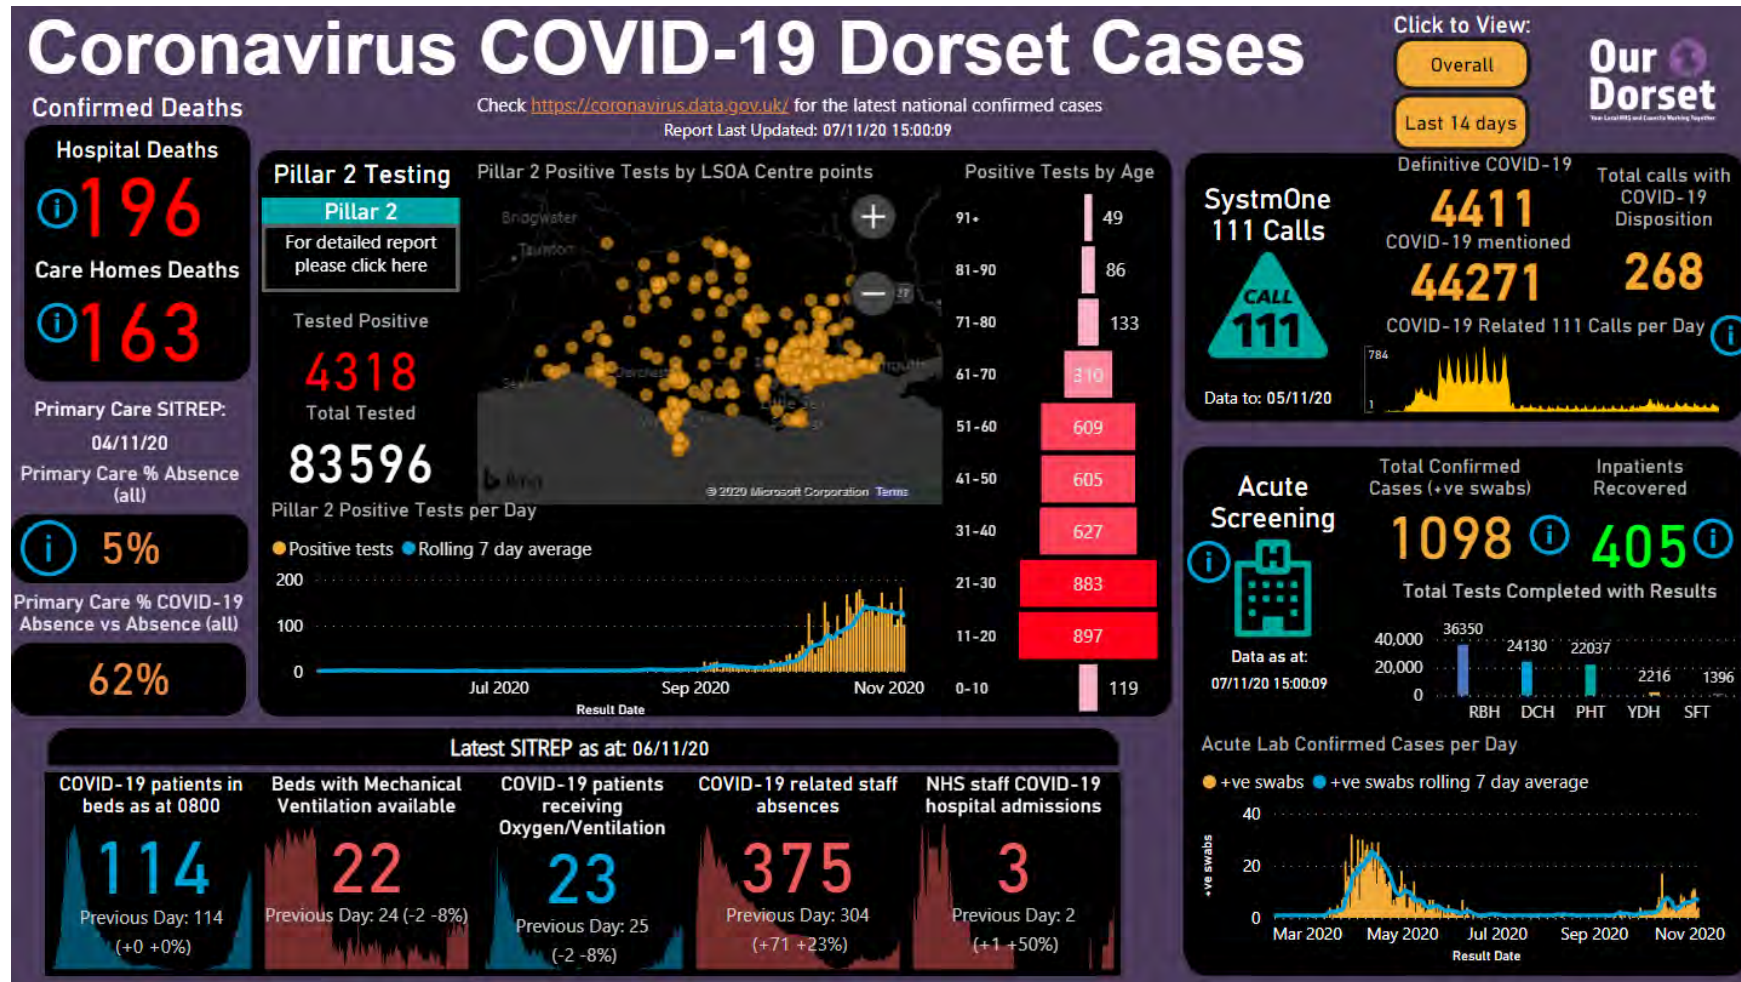 Coronavirus COVID-19 Dorset Cases
Click to View:
Overall
Last 14 days
Our
Dorset
Your Local NHS and Councils Working Together
Check https://coronavirus.data.gov.uk/ for the latest national confirmed cases
Report Last Updated: 07/11/20 15:00:09
Confirmed Deaths
Hospital Deaths
196
Care Homes Deaths
163
Primary Care SITREP:
04/11/20
Primary Care % Absence
(all)
5%
Primary Care % COVID-19
Absence vs Absence (all)
62%
Pillar 2 Testing
Pillar 2
For detailed report
please click here
Tested Positive
4318
Total Tested
83596
Pillar 2 Positive Tests by LSOA Centre points
Bridgwater
Taunton
Dorchester
© 2020 Microsoft Corporation Terms
Positive Tests by Age
91+ 49
81-90 86
71-80 133
61-70 310
51-60 609
41-50 605
31-40 627
21-30 883
11-20 897
0-10 119
Pillar 2 Positive Tests per Day
Positive tests Rolling 7 day average
200
100
0
Jul 2020 Sep 2020 Nov 2020
Result Date
SystmOne
111 Calls
CALL
111
Data to: 05/11/20
Definitive COVID-19
4411
COVID-19 mentioned
44271
Total calls with
COVID-19
Disposition
268
COVID-19 Related 111 Calls per Day
784
1
Acute
Screening
H
Data as at:
07/11/20 15:00:09
Total Confirmed
Cases (+ve swabs)
1098
Inpatients
Recovered
405
Total Tests Completed with Results
40,000
20,000
0
36350 24130 22037 2216 1396
RBH DCH PHT YDH SFT
Acute Lab Confirmed Cases per Day
+ve swabs +ve swabs rolling 7 day average
+ve swabs
40
20
0
Mar 2020 May 2020 Jul 2020 Sep 2020 Nov 2020
Result Date
Latest SITREP as at: 06/11/20
COVID-19 patients in
beds as at 0800
114
Previous Day: 114
(+0 +0%)
Beds with Mechanical
Ventilation available
22
Previous Day: 24 (-2 -8%)
COVID-19 patients
receiving
Oxygen/Ventilation
23
Previous Day: 25
(-2 -8%)
COVID-19 related staff
absences
375
Previous Day: 304
(+71 +23%)
NHS staff COVID-19
hospital admissions
3
Previous Day: 2
(+1 +50%)